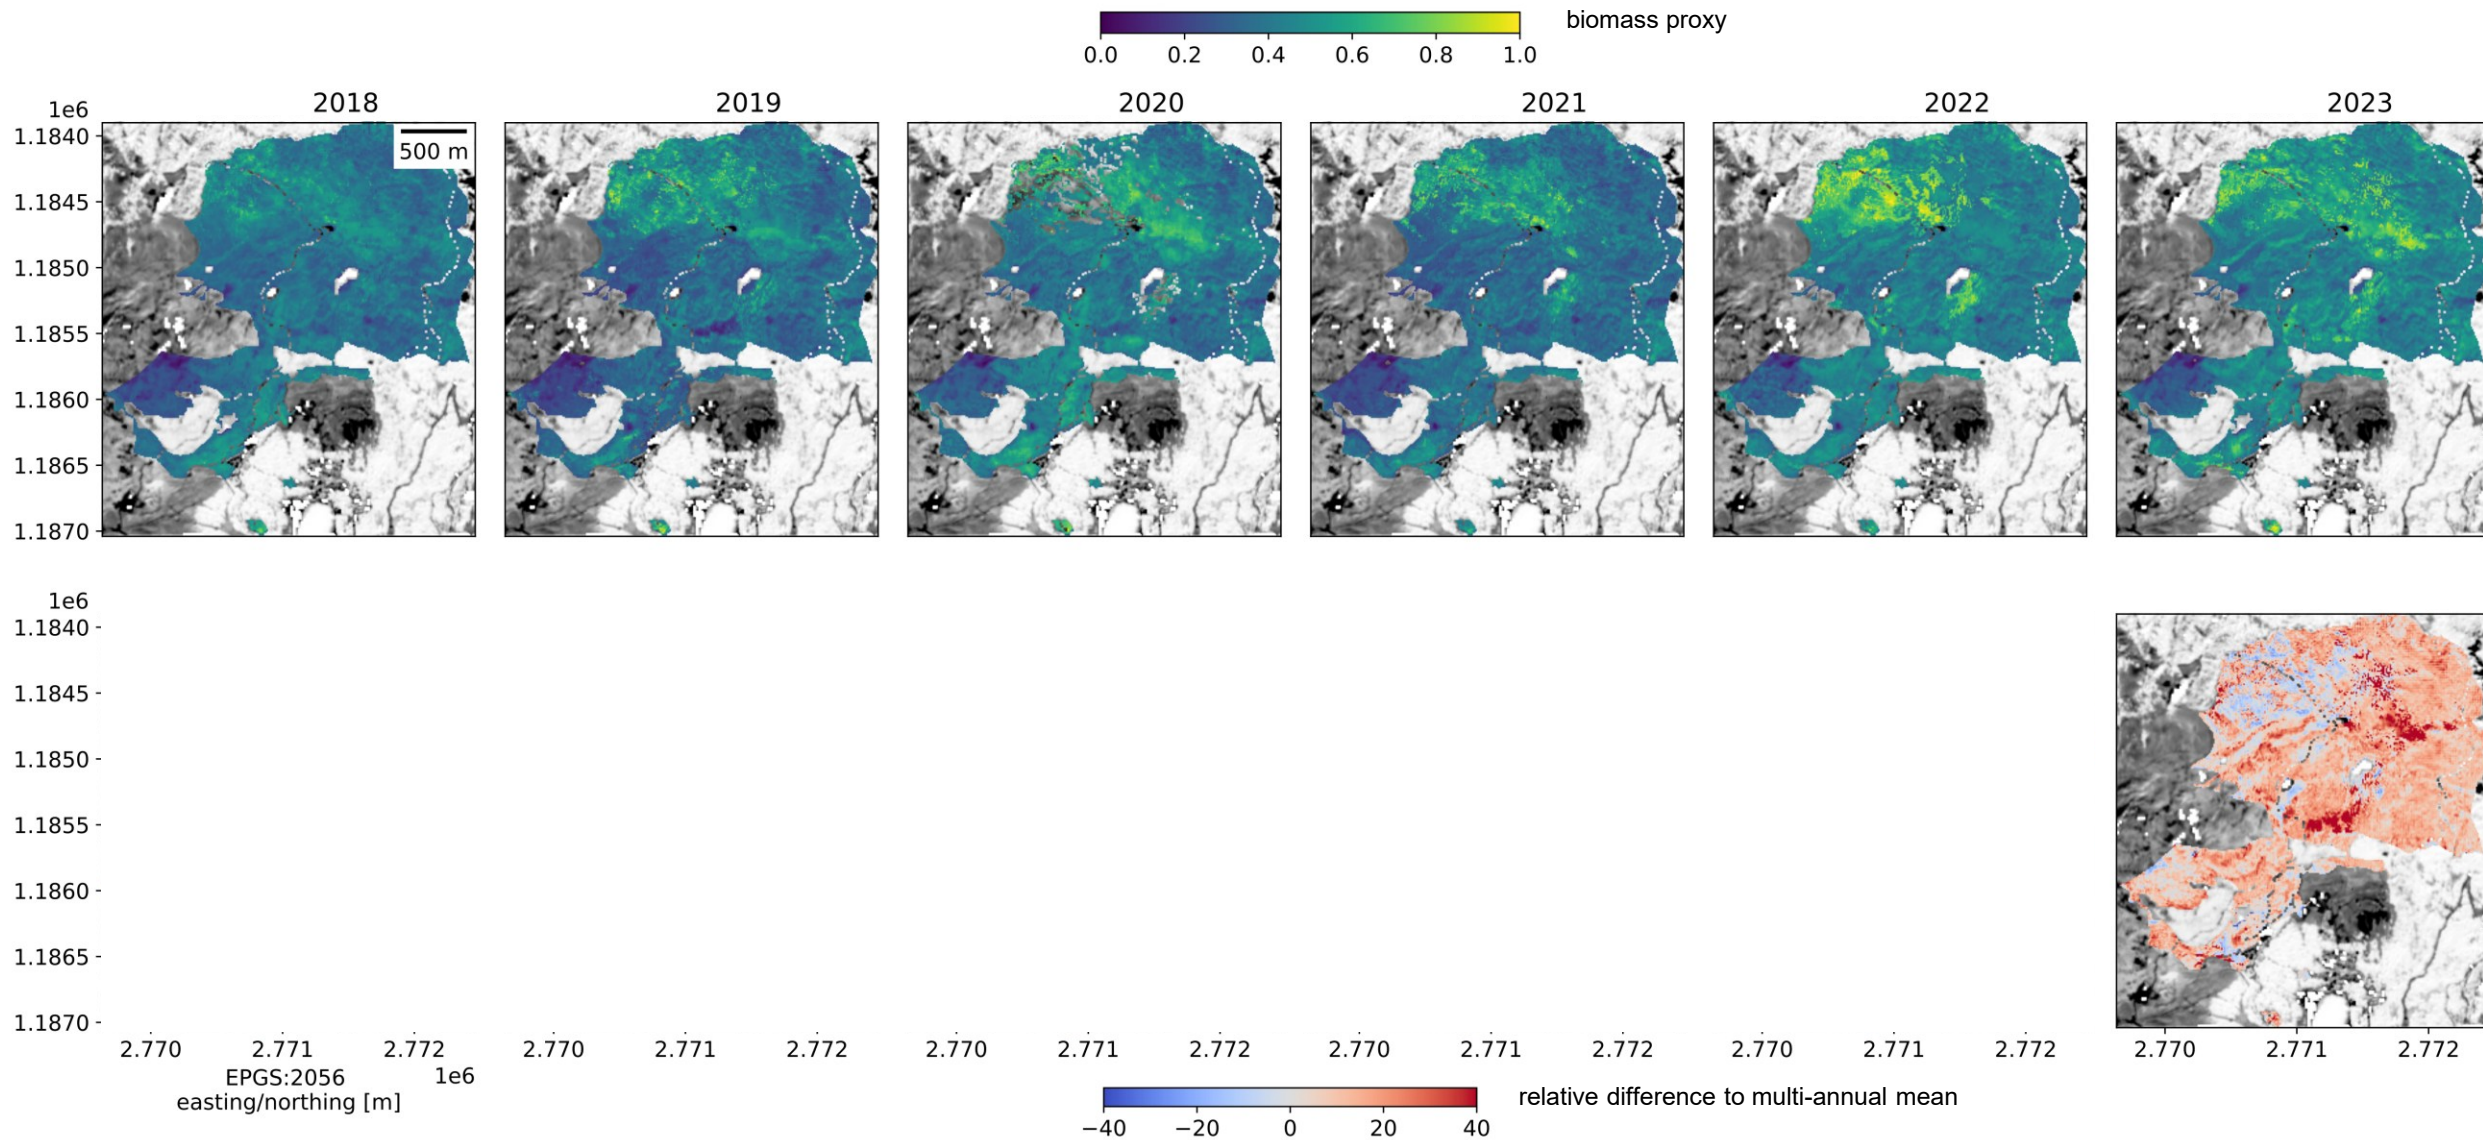 biomass proxy
0.0 0.2 0.4 0.6 0.8 1.0
2018 2019 2020 2021 2022 2023
1e6
500 m
1.1840
1.1845
1.1850
1.1855
1.1860
1.1865
1.1870
1e6
1.1840
1.1845
1.1850
1.1855
1.1860
1.1865
1.1870
2.770 2.771 2.772 2.770 2.771 2.772 2.770 2.771 2.772 2.770 2.771 2.772 2.770 2.771 2.772 2.770 2.771 2.772
EPGS:2056 1e6
easting/northing [m]
relative difference to multi-annual mean
−40 −20 0 20 40